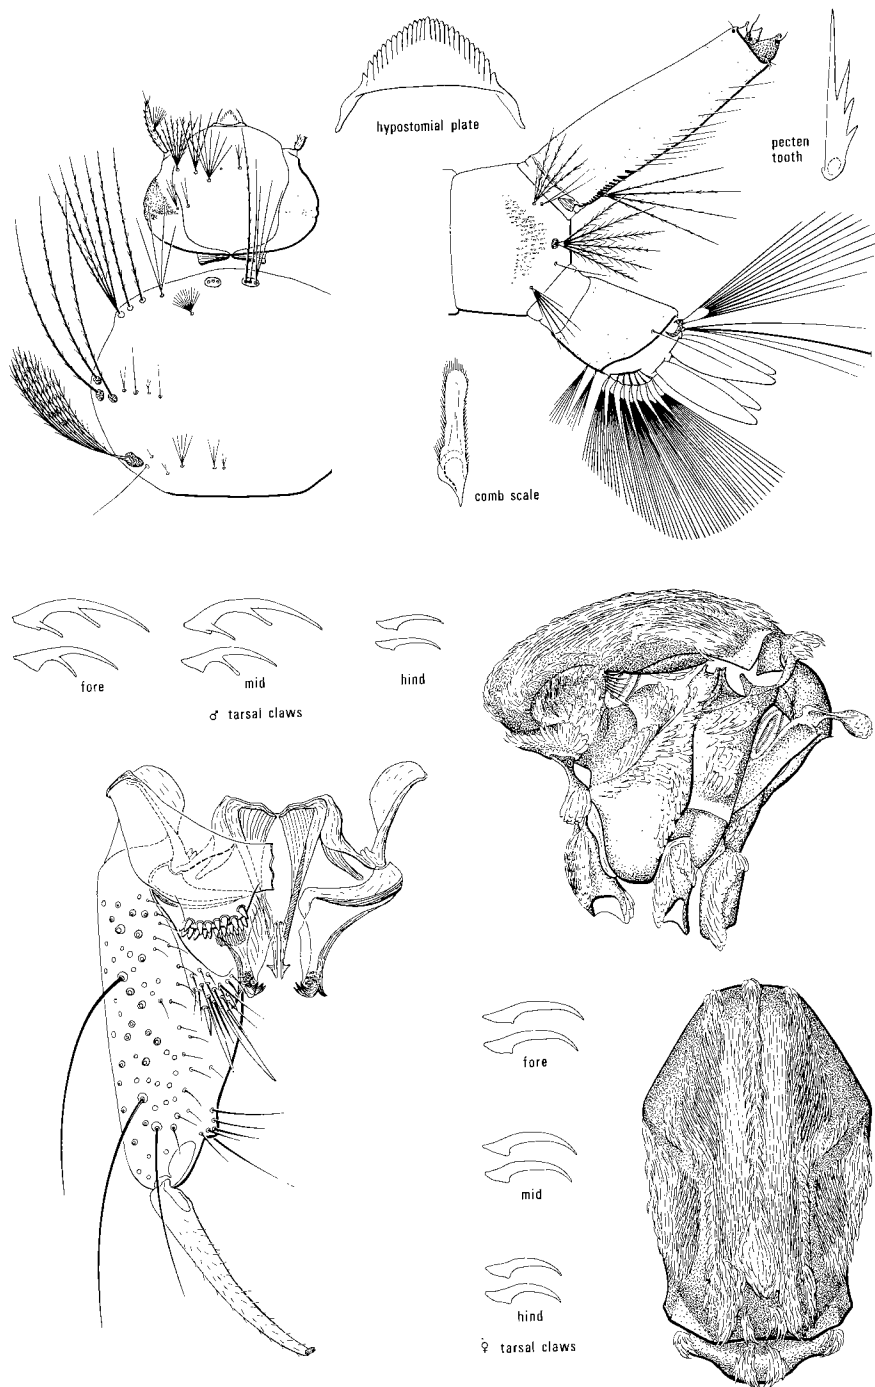 hypostomial plate
pecten
tooth
comb scale
fore
mid
hind
♂ tarsal claws
fore
mid
hind
♀ tarsal claws